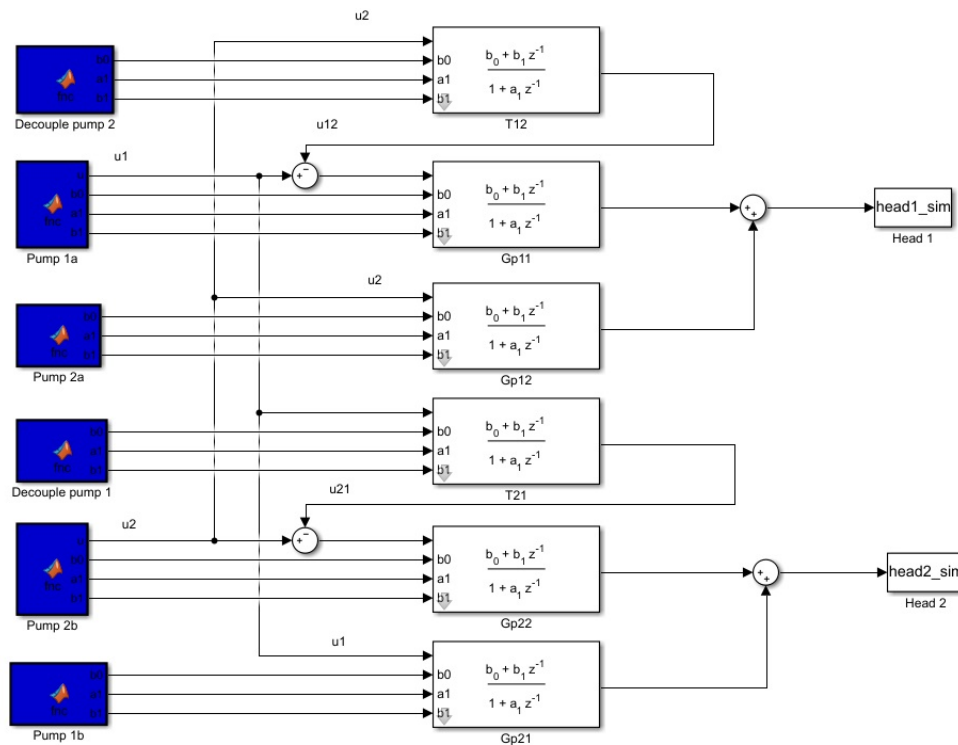 u2
b0
a1
b1
fnc
Decouple pump 2
b0
a1
b1
b₀ + b₁ z⁻¹
1 + a₁ z⁻¹
T12
u12
u1
u
b0
a1
b1
fnc
Pump 1a
b0
a1
b1
b₀ + b₁ z⁻¹
1 + a₁ z⁻¹
Gp11
head1_sim
Head 1
u2
b0
a1
b1
fnc
Pump 2a
b0
a1
b1
b₀ + b₁ z⁻¹
1 + a₁ z⁻¹
Gp12
b0
a1
b1
fnc
Decouple pump 1
b0
a1
b1
b₀ + b₁ z⁻¹
1 + a₁ z⁻¹
T21
u21
u2
u
b0
a1
b1
fnc
Pump 2b
b0
a1
b1
b₀ + b₁ z⁻¹
1 + a₁ z⁻¹
Gp22
head2_sim
Head 2
u1
b0
a1
b1
fnc
Pump 1b
b0
a1
b1
b₀ + b₁ z⁻¹
1 + a₁ z⁻¹
Gp21